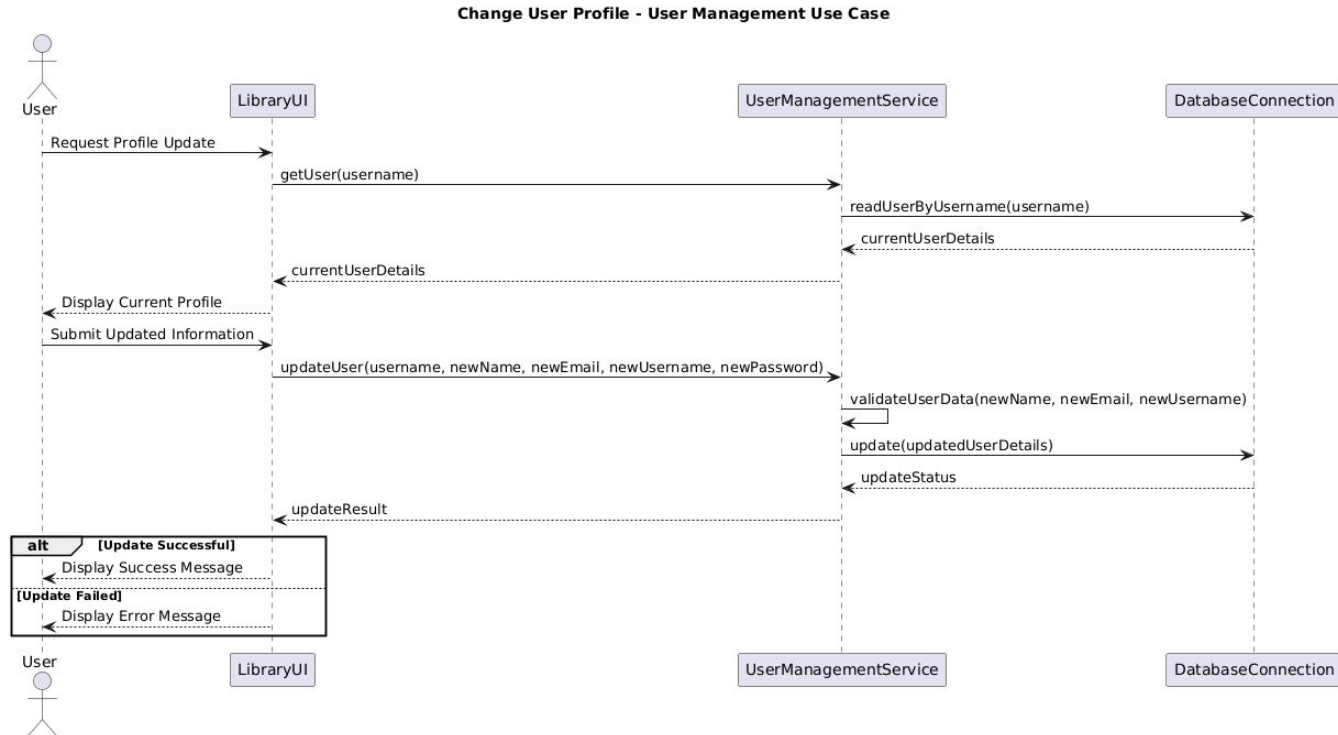 Change User Profile - User Management Use Case
User
LibraryUI
UserManagementService
DatabaseConnection
Request Profile Update
getUser(username)
readUserByUsername(username)
currentUserDetails
currentUserDetails
Display Current Profile
Submit Updated Information
updateUser(username, newName, newEmail, newUsername, newPassword)
validateUserData(newName, newEmail, newUsername)
update(updatedUserDetails)
updateStatus
updateResult
alt [Update Successful]
Display Success Message
[Update Failed]
Display Error Message
User
LibraryUI
UserManagementService
DatabaseConnection